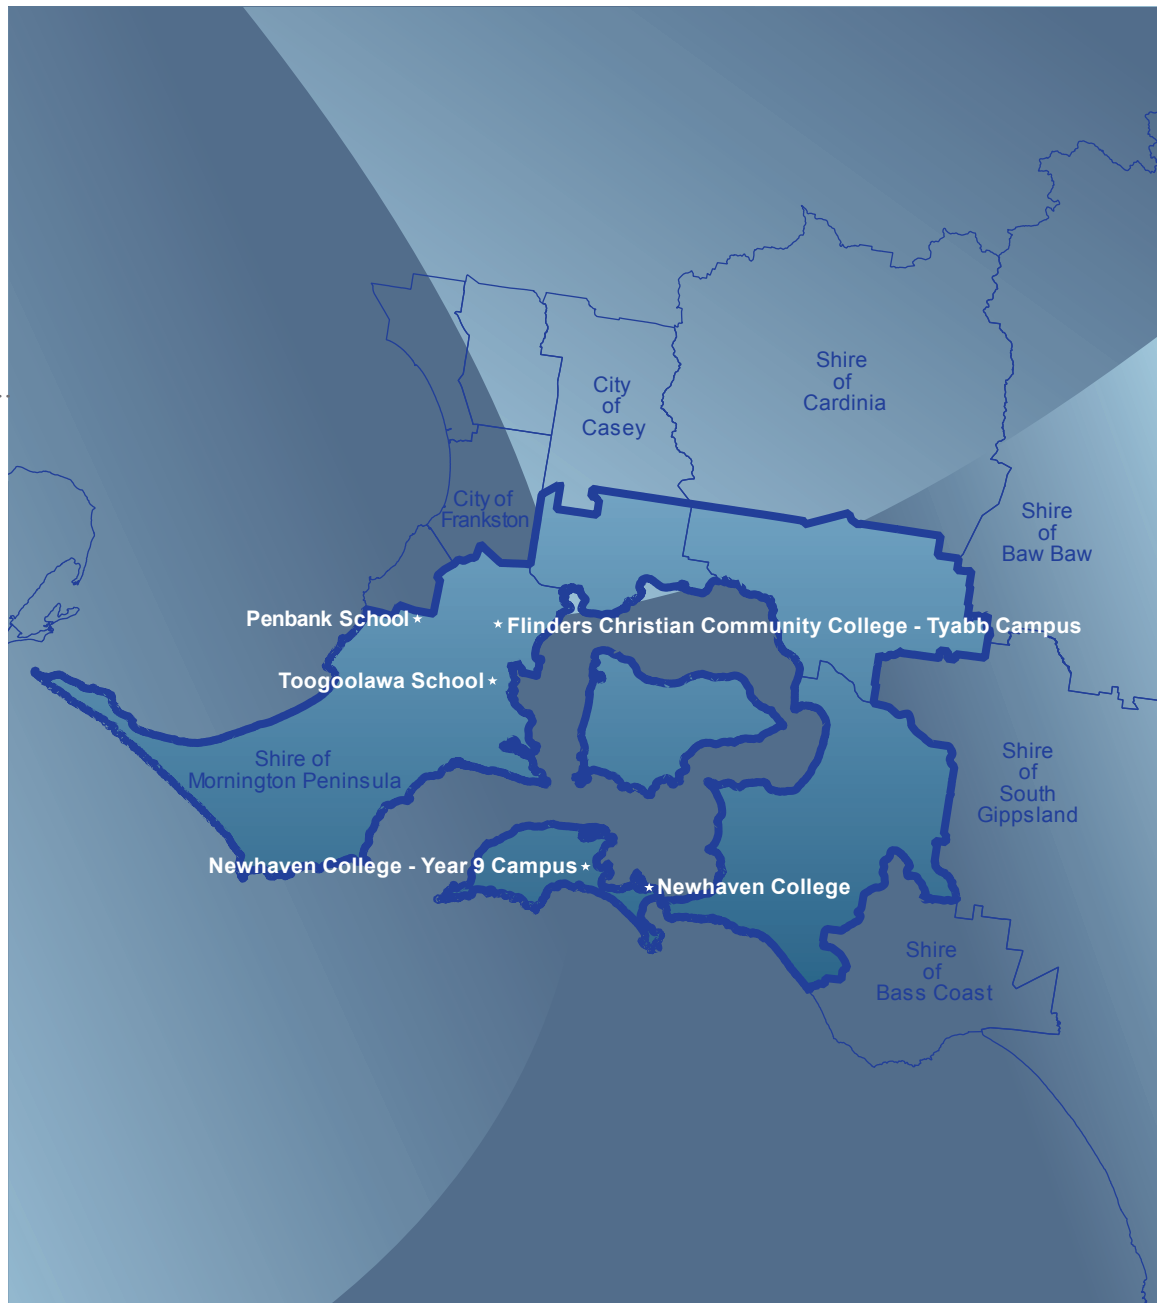 Shire
of
Cardinia
City
of
Casey
City of
Frankston
Shire
of
Baw Baw
Penbank School
Flinders Christian Community College - Tyabb Campus
Toogoolawa School
Shire of
Mornington Peninsula
Shire
of
South
Gippsland
Newhaven College - Year 9 Campus
Newhaven College
Shire
of
Bass Coast